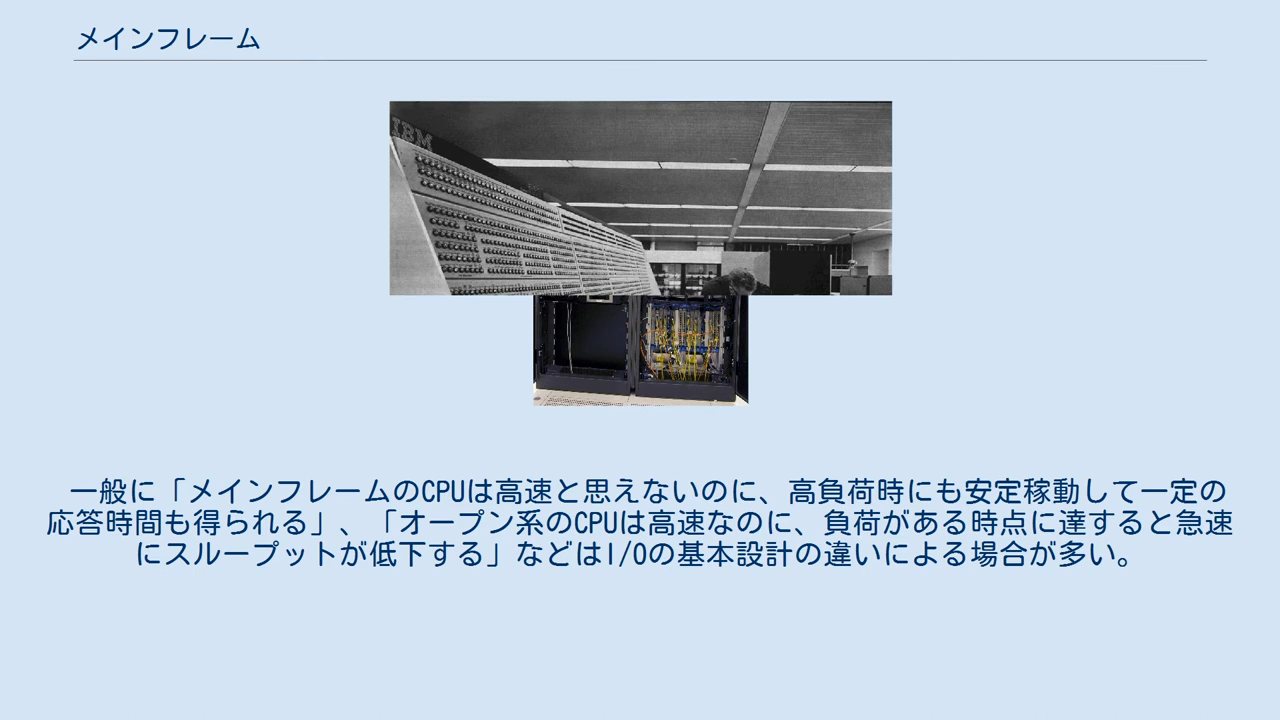 メインフレーム
IBM
一般に「メインフレームのCPUは高速と思えないのに、高負荷時にも安定稼動して一定の
応答時間も得られる」、「オープン系のCPUは高速なのに、負荷がある時点に達すると急速
にスループットが低下する」などはI/Oの基本設計の違いによる場合が多い。